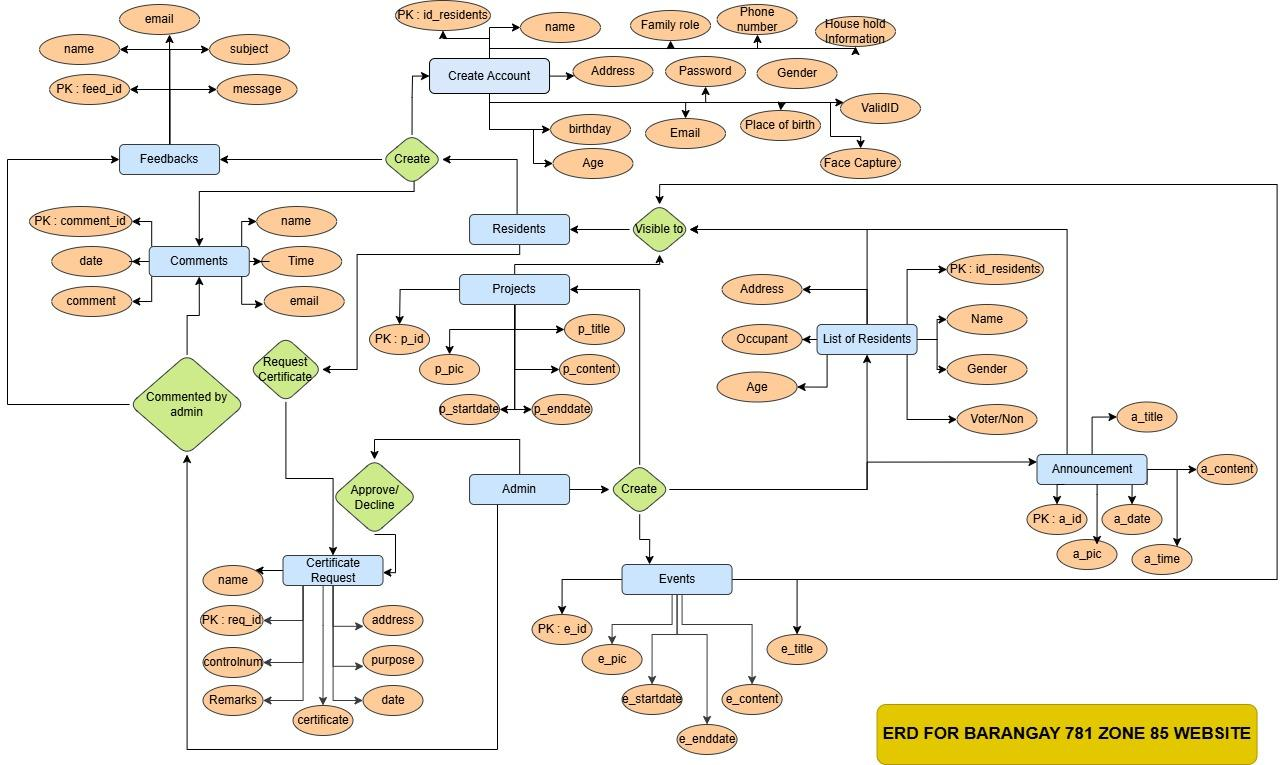 email
name
subject
PK : feed_id
message
Feedbacks
PK : id_residents
name
Family role
Phone
number
House hold
Information
Create Account
Address
Password
Gender
ValidID
birthday
Email
Place of birth
Age
Face Capture
Create
PK : comment_id
name
date
Comments
Time
comment
email
Residents
Visible to
Projects
PK : p_id
p_title
p_pic
p_content
p_startdate
p_enddate
Address
PK : id_residents
Occupant
List of Residents
Name
Age
Gender
Voter/Non
Request
Certificate
Commented by
admin
Approve/
Decline
Admin
Create
a_title
Announcement
a_content
PK : a_id
a_date
a_pic
a_time
Certificate
Request
name
PK : req_id
address
controlnum
purpose
Remarks
date
certificate
Events
PK : e_id
e_pic
e_title
e_startdate
e_content
e_enddate
ERD FOR BARANGAY 781 ZONE 85 WEBSITE